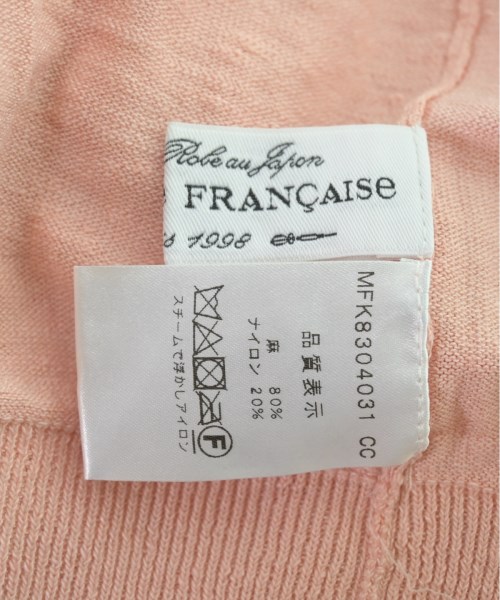 Robe au Japon
FRANÇAISe
1998
MFK8304031 CC
品質表示
麻 80%
ナイロン 20%
F
スチームで浮かしアイロン